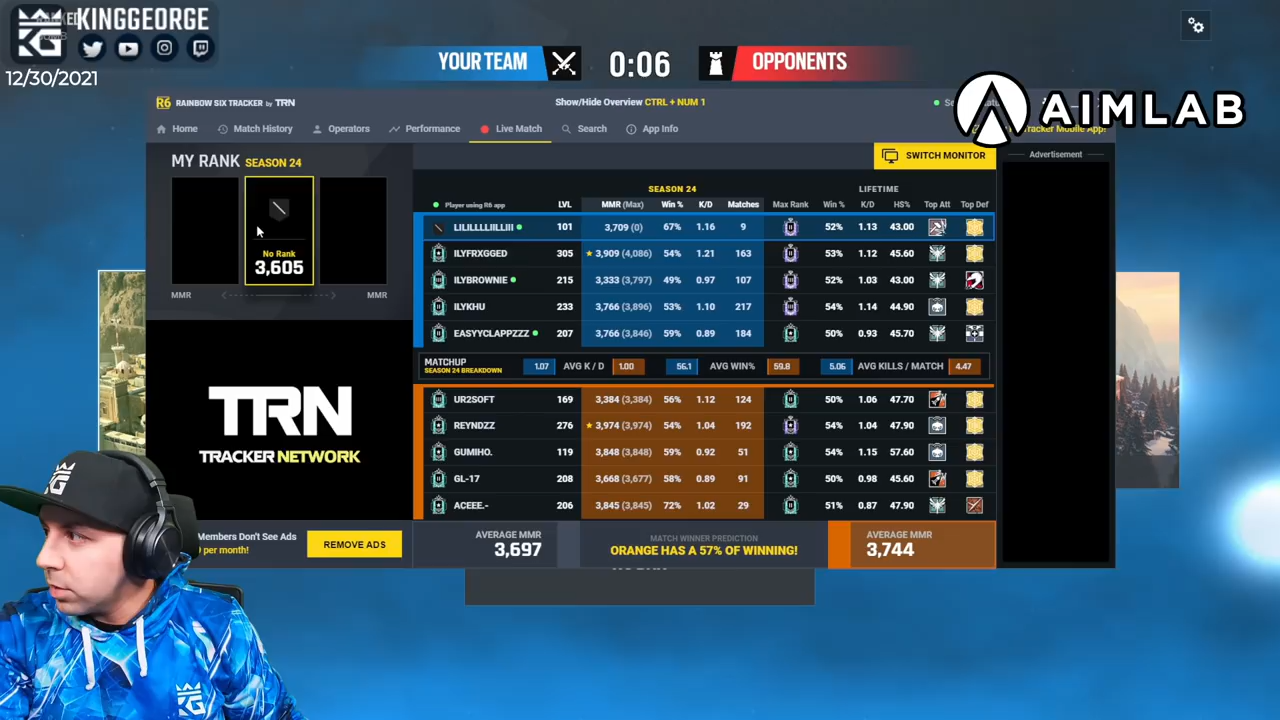 KINGGEORGE
12/30/2021
YOUR TEAM
0:06
OPPONENTS
AIMLAB
R6 RAINBOW SIX TRACKER by TRN
Show/Hide Overview CTRL + NUM 1
Home
Match History
Operators
Performance
Live Match
Search
App Info
Tracker Mobile App!
MY RANK SEASON 24
SWITCH MONITOR
Advertisement
SEASON 24 LIFETIME
Player using R6 app LVL MMR (Max) Win % K/D Matches Max Rank Win % K/D HS% Top Att Top Def
LILILLLLIILLIII 101 3,709 (0) 67% 1.16 9 52% 1.13 43.00
ILYFRXGGED 305 3,909 (4,086) 54% 1.21 163 53% 1.12 45.60
ILYBROWNIE 215 3,333 (3,797) 49% 0.97 107 52% 1.03 43.00
ILYKHU 233 3,766 (3,896) 53% 1.10 217 54% 1.14 44.90
EASYYCLAPPZZZ 207 3,766 (3,846) 59% 0.89 184 50% 0.93 45.70
No Rank
3,605
MMR MMR
MATCHUP
SEASON 24 BREAKDOWN
1.07 AVG K / D 1.00 56.1 AVG WIN% 59.8 5.06 AVG KILLS / MATCH 4.47
UR2SOFT 169 3,384 (3,384) 56% 1.12 124 50% 1.06 47.70
REYNDZZ 276 3,974 (3,974) 54% 1.04 192 54% 1.04 47.90
GUMIHO. 119 3,848 (3,848) 59% 0.92 51 54% 1.15 57.60
GL-17 208 3,668 (3,677) 58% 0.89 91 50% 0.98 45.60
ACEEE.- 206 3,845 (3,845) 72% 1.02 29 51% 0.87 47.90
TRN
TRACKER NETWORK
Members Don't See Ads
per month!
REMOVE ADS
AVERAGE MMR
3,697
MATCH WINNER PREDICTION
ORANGE HAS A 57% OF WINNING!
AVERAGE MMR
3,744